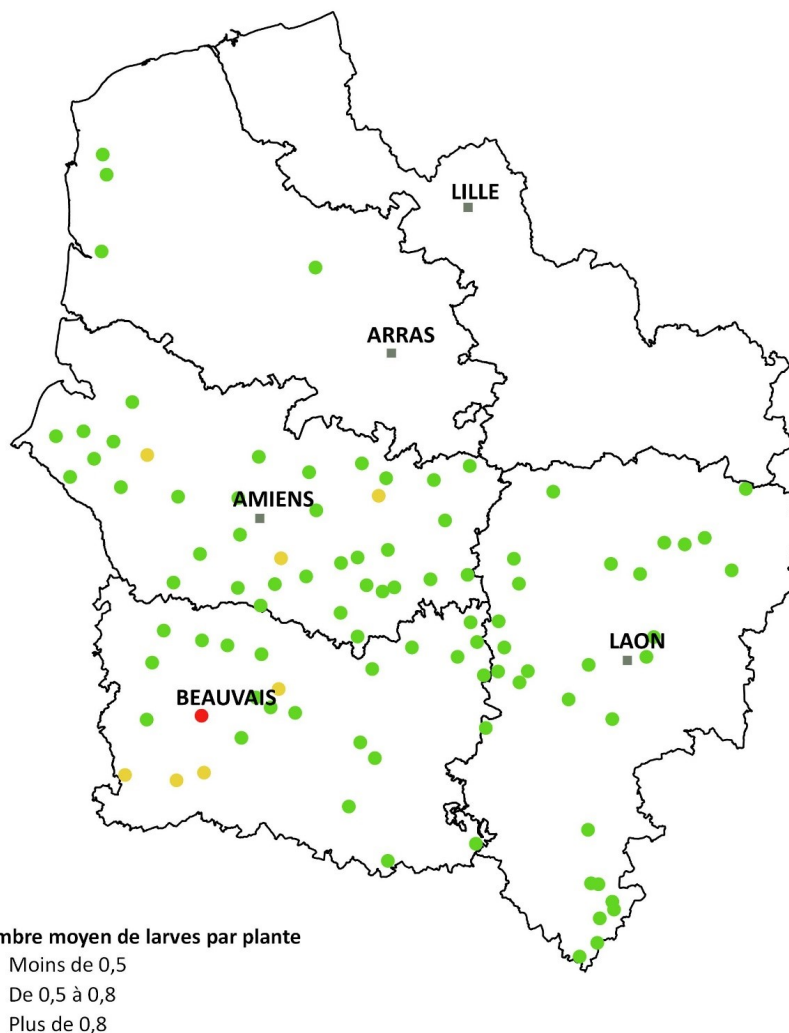 LILLE
ARRAS
AMIENS
LAON
BEAUVAIS
mbre moyen de larves par plante
Moins de 0,5
De 0,5 à 0,8
Plus de 0,8